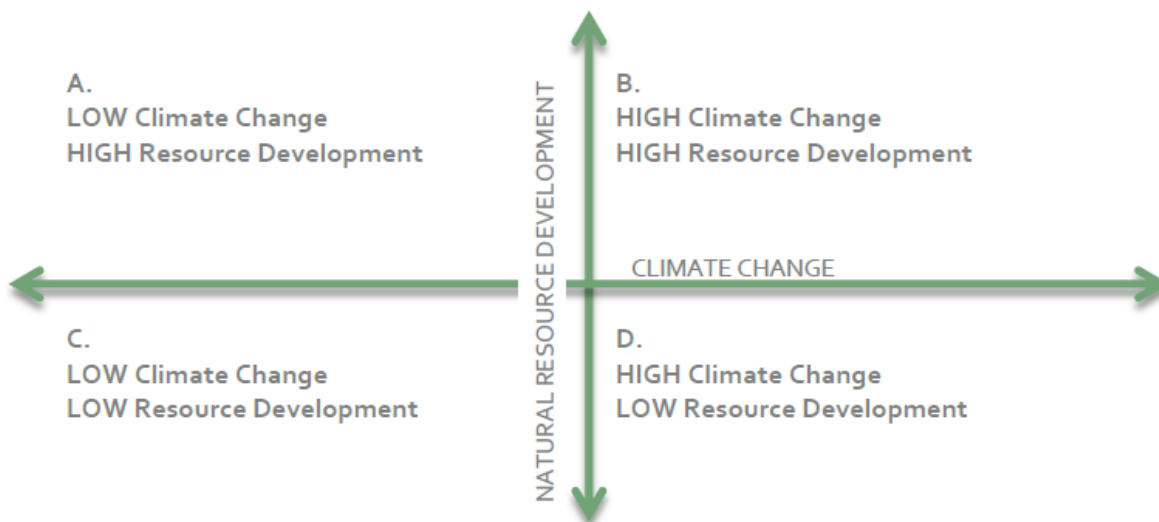 A.
LOW Climate Change
HIGH Resource Development
B.
HIGH Climate Change
HIGH Resource Development
NATURAL RESOURCE DEVELOPMENT
CLIMATE CHANGE
C.
LOW Climate Change
LOW Resource Development
D.
HIGH Climate Change
LOW Resource Development